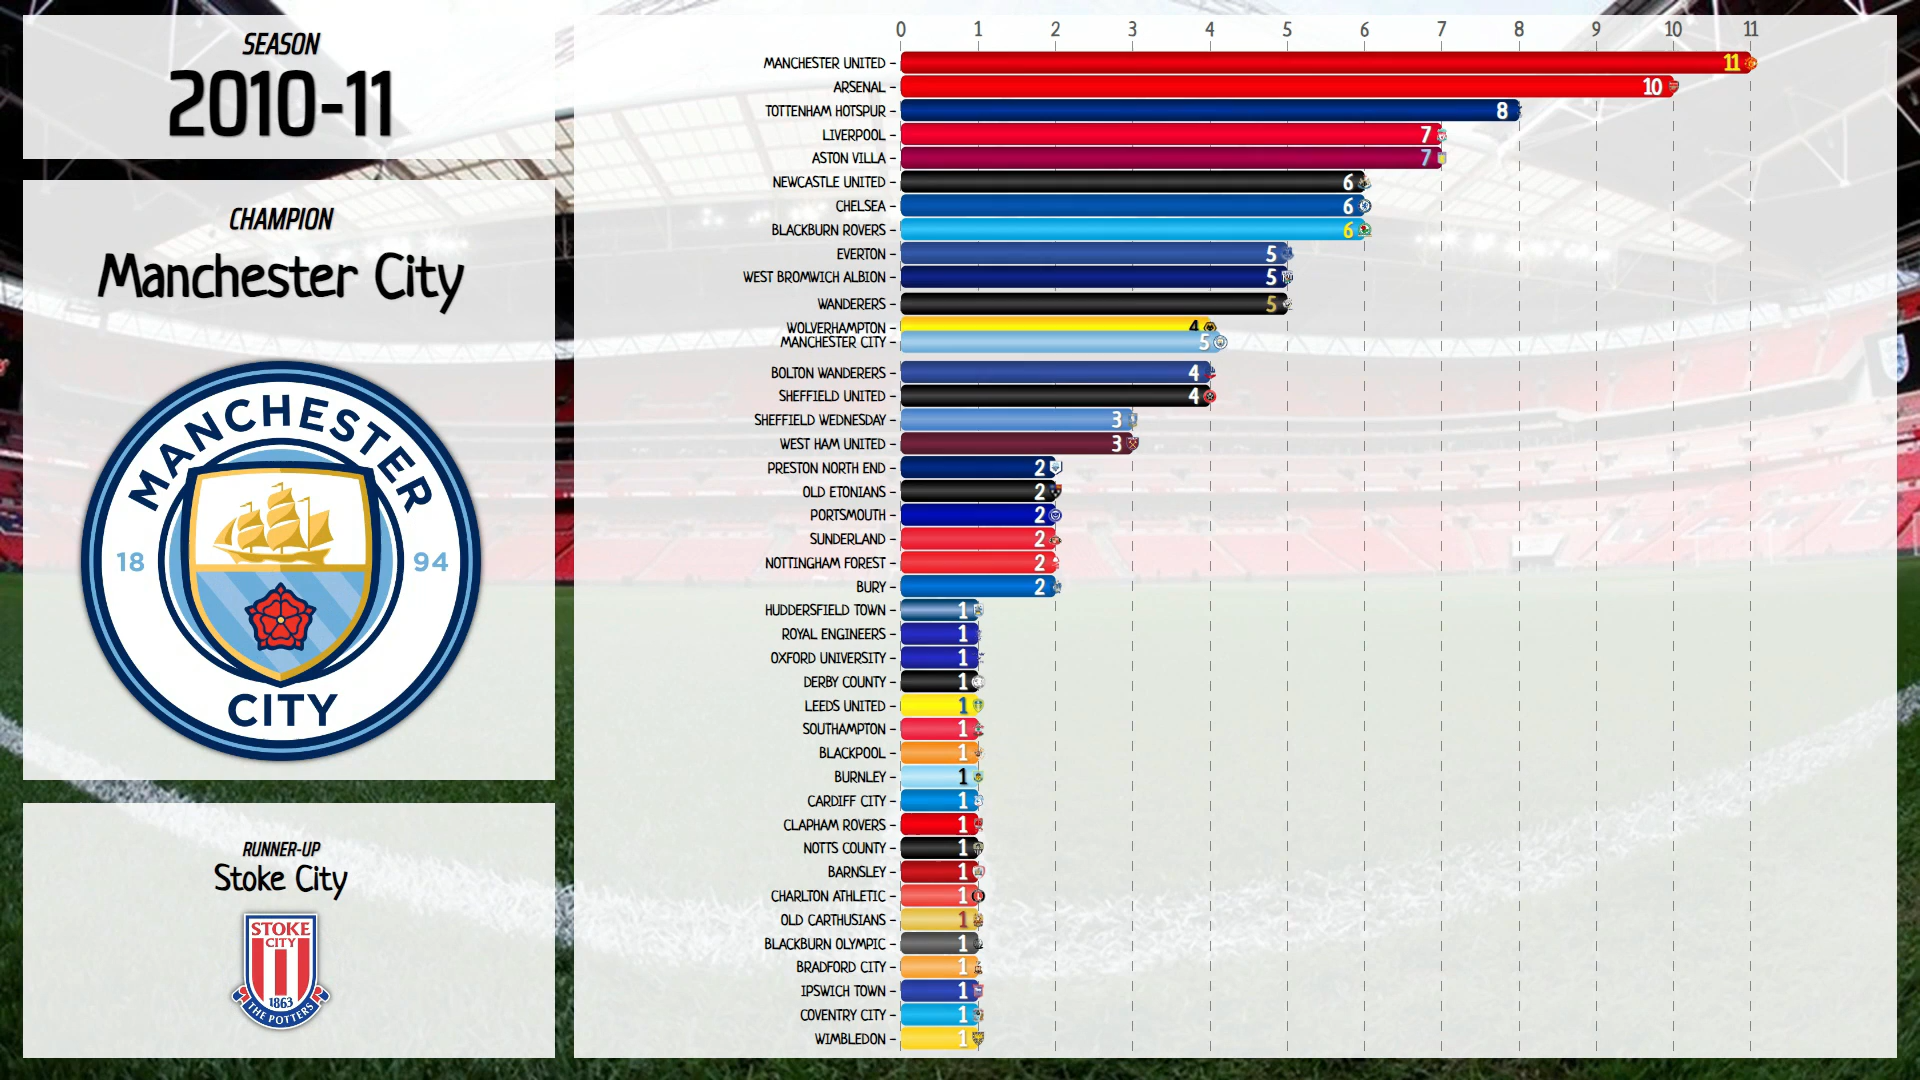 SEASON
2010-11
CHAMPION
Manchester City
MANCHESTER
18 94
CITY
RUNNER-UP
Stoke City
STOKE
CITY
1863
THE POTTERS
0 1 2 3 4 5 6 7 8 9 10 11
MANCHESTER UNITED 11
ARSENAL 10
TOTTENHAM HOTSPUR 8
LIVERPOOL 7
ASTON VILLA 7
NEWCASTLE UNITED 6
CHELSEA 6
BLACKBURN ROVERS 6
EVERTON 5
WEST BROMWICH ALBION 5
WANDERERS 5
WOLVERHAMPTON 4
MANCHESTER CITY 5
BOLTON WANDERERS 4
SHEFFIELD UNITED 4
SHEFFIELD WEDNESDAY 3
WEST HAM UNITED 3
PRESTON NORTH END 2
OLD ETONIANS 2
PORTSMOUTH 2
SUNDERLAND 2
NOTTINGHAM FOREST 2
BURY 2
HUDDERSFIELD TOWN 1
ROYAL ENGINEERS 1
OXFORD UNIVERSITY 1
DERBY COUNTY 1
LEEDS UNITED 1
SOUTHAMPTON 1
BLACKPOOL 1
BURNLEY 1
CARDIFF CITY 1
CLAPHAM ROVERS 1
NOTTS COUNTY 1
BARNSLEY 1
CHARLTON ATHLETIC 1
OLD CARTHUSIANS 1
BLACKBURN OLYMPIC 1
BRADFORD CITY 1
IPSWICH TOWN 1
COVENTRY CITY 1
WIMBLEDON 1